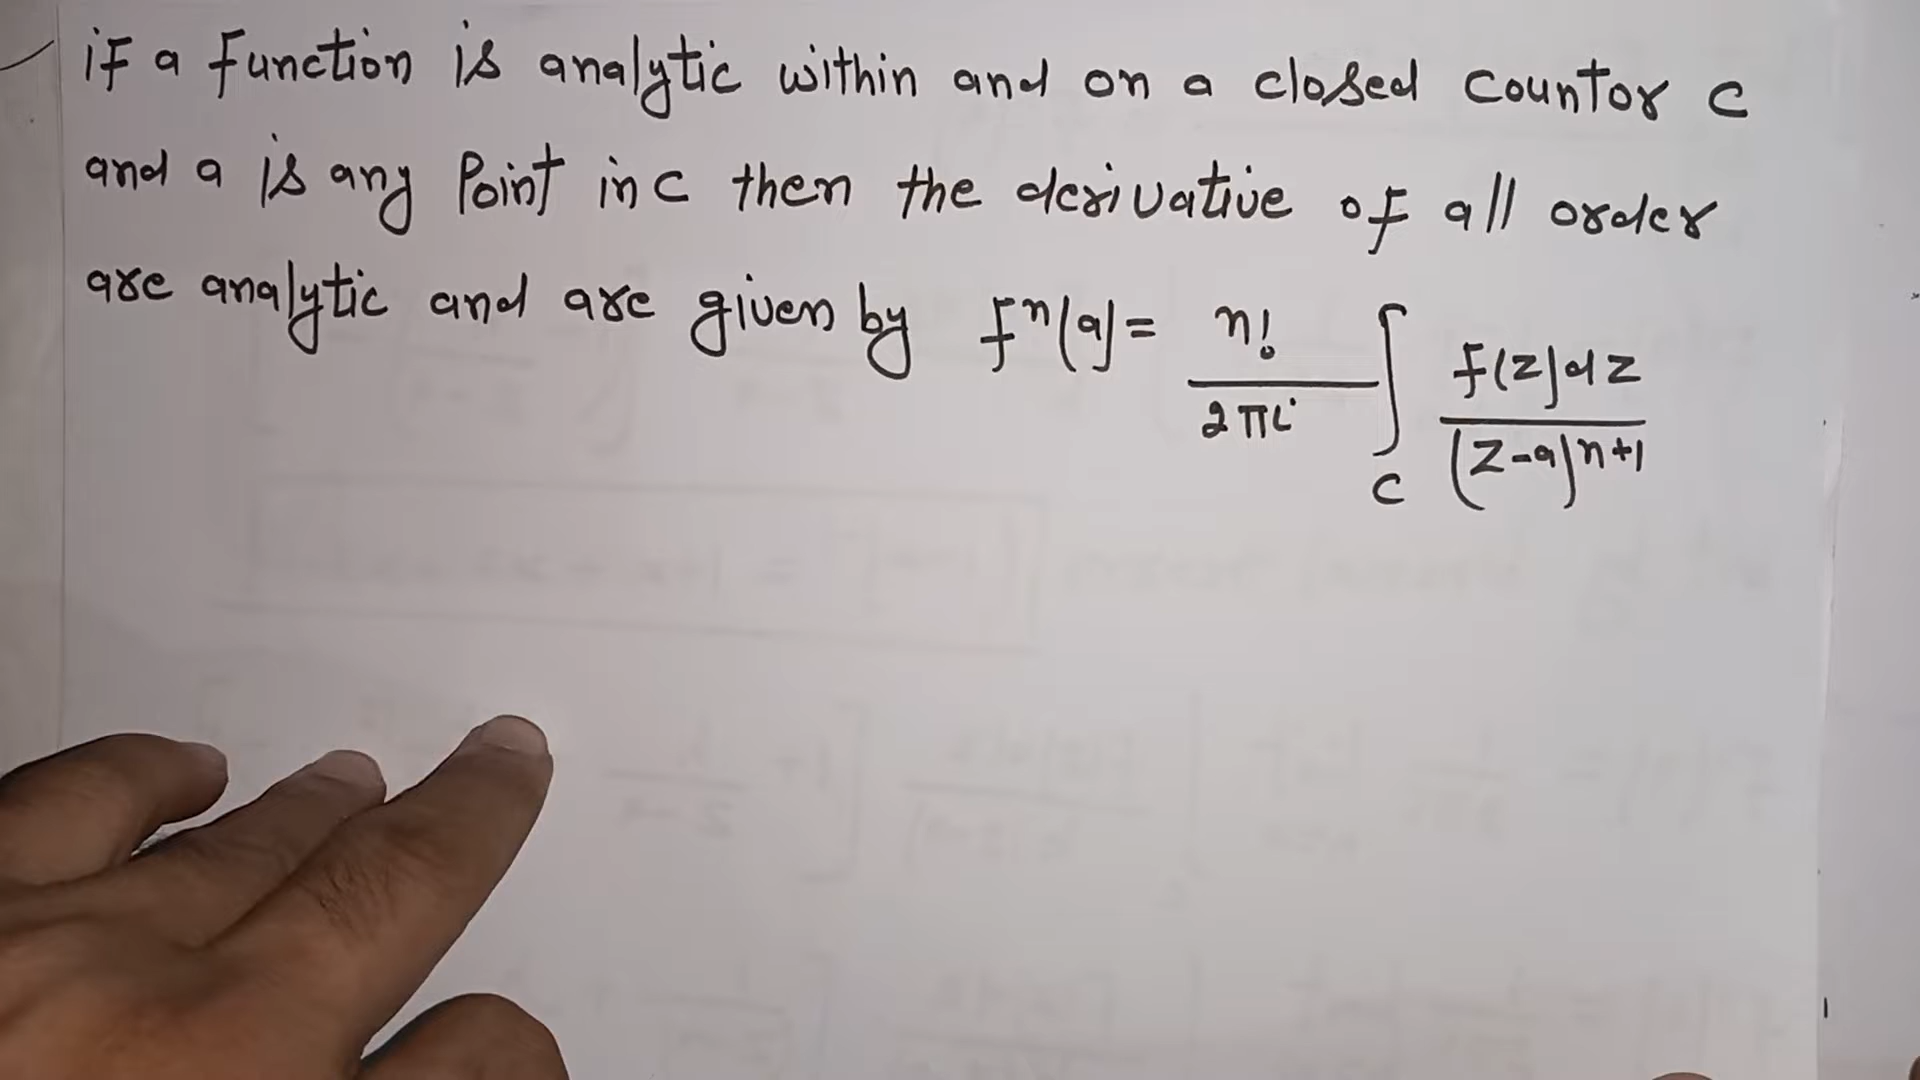 if a function is analytic within and on a closed countor c
and a is any Point in c then the derivative of all order
are analytic and are given by fⁿ(a) = n!/2πi ∫_c f(z)dz/(z-a)ⁿ⁺¹